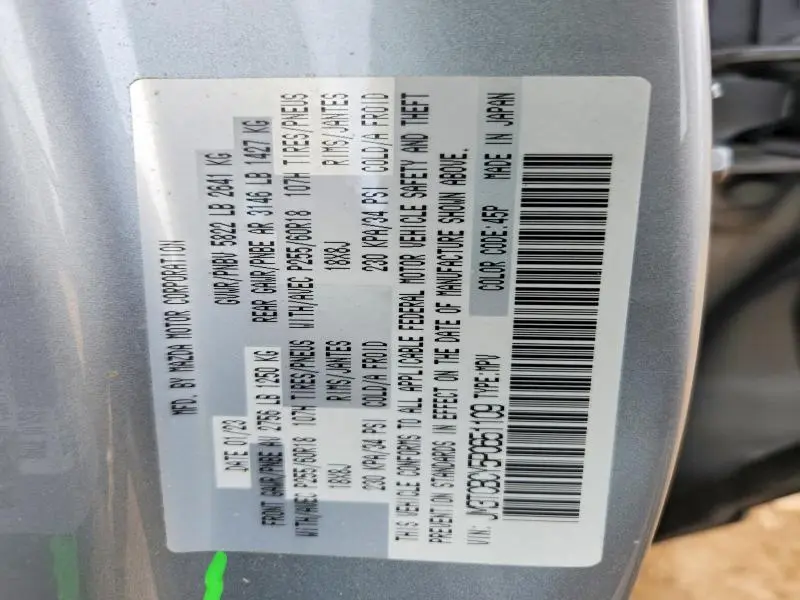 MFD. BY MAZDA MOTOR CORPORATION
DATE 01/23 GVWR/PNBV 5822 LB 2641 KG
FRONT GAWR/PNBE AV 2756 LB 1250 KG REAR GAWR/PNBE AR 3146 LB 1427 KG
WITH/AVEC P255/60R18 107H TIRES/PNEUS WITH/AVEC P255/60R18 107H TIRES/PNEUS
18X8J RIMS/JANTES 18X8J RIMS/JANTES
230 KPA/34 PSI COLD/A FROID 230 KPA/34 PSI COLD/A FROID
THIS VEHICLE CONFORMS TO ALL APPLICABLE FEDERAL MOTOR VEHICLE SAFETY AND THEFT
PREVENTION STANDARDS IN EFFECT ON THE DATE OF MANUFACTURE SHOWN ABOVE.
VIN: JM3TCBCY5P0651109 TYPE:MPV COLOR CODE:45P MADE IN JAPAN